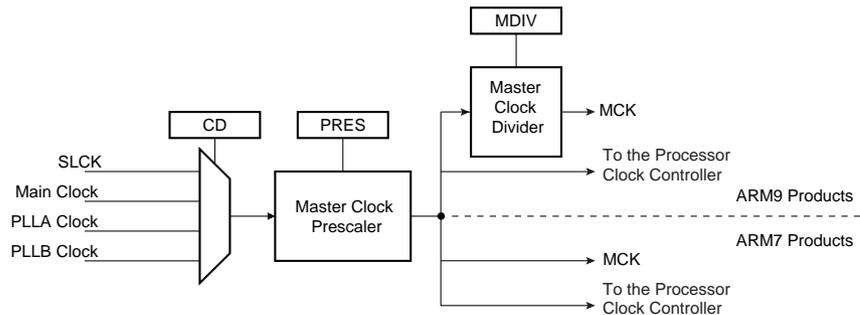 MDIV
Master
Clock
Divider
MCK
CD
PRES
To the Processor
Clock Controller
SLCK
Main Clock
PLLA Clock
PLLB Clock
Master Clock
Prescaler
ARM9 Products
ARM7 Products
MCK
To the Processor
Clock Controller